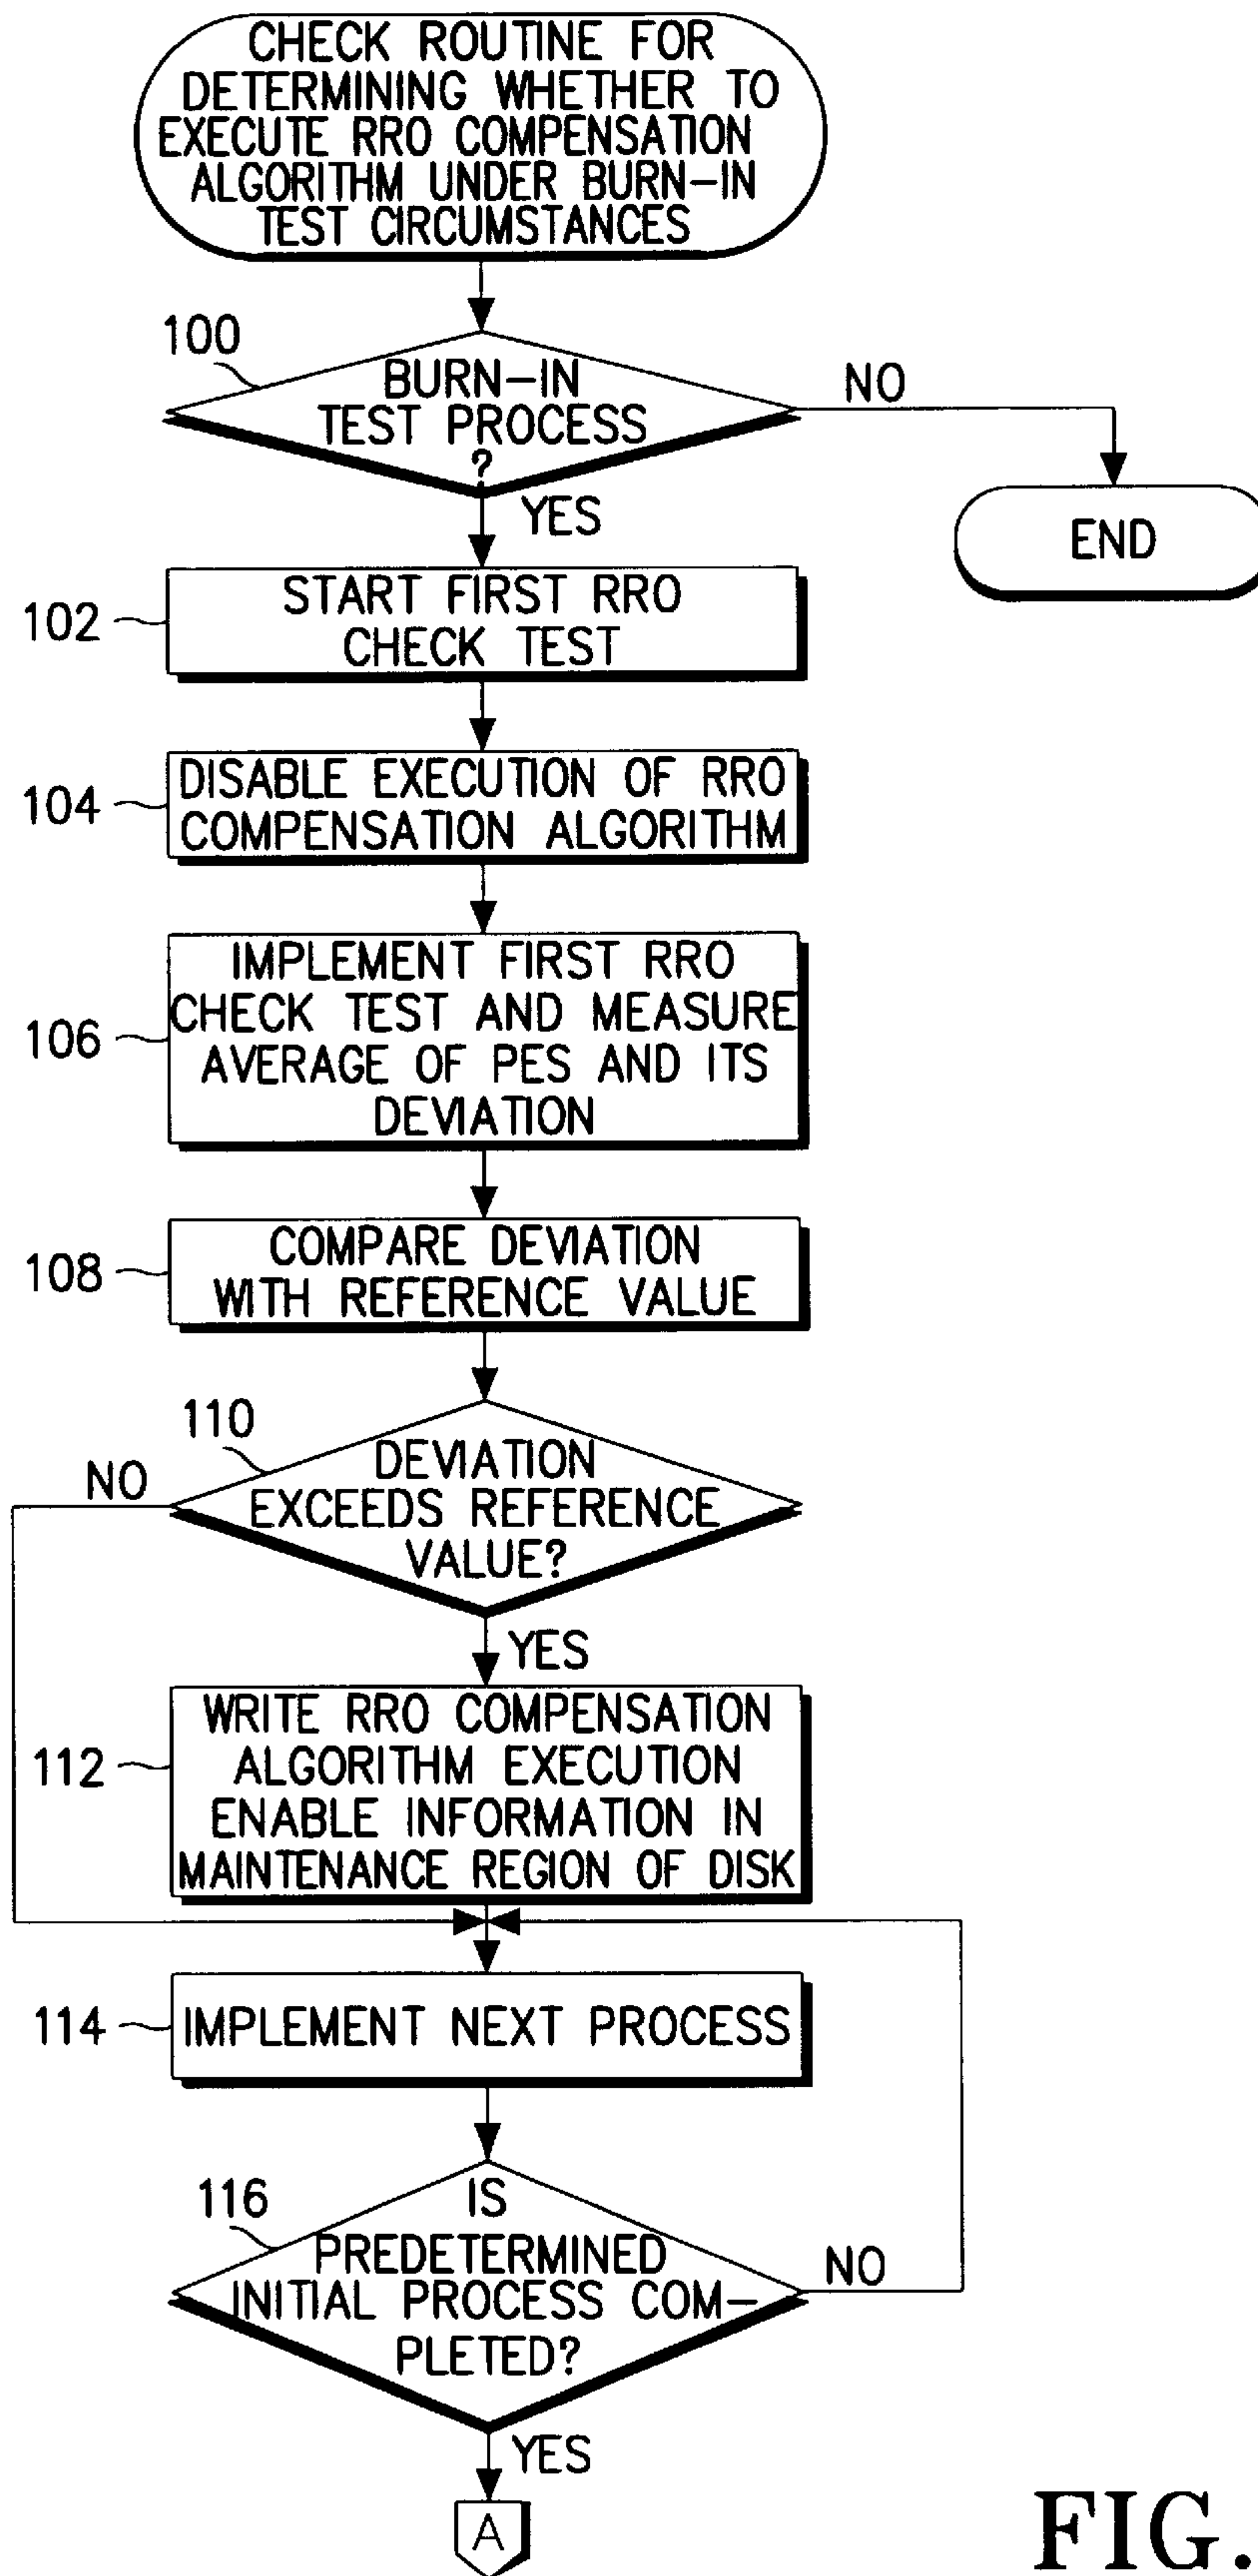 CHECK ROUTINE FOR
DETERMINING WHETHER TO
EXECUTE RRO COMPENSATION
ALGORITHM UNDER BURN-IN
TEST CIRCUMSTANCES
100
BURN-IN
TEST PROCESS
?
NO
END
YES
102
START FIRST RRO
CHECK TEST
104
DISABLE EXECUTION OF RRO
COMPENSATION ALGORITHM
106
IMPLEMENT FIRST RRO
CHECK TEST AND MEASURE
AVERAGE OF PES AND ITS
DEVIATION
108
COMPARE DEVIATION
WITH REFERENCE VALUE
110
NO
DEVIATION
EXCEEDS REFERENCE
VALUE?
YES
112
WRITE RRO COMPENSATION
ALGORITHM EXECUTION
ENABLE INFORMATION IN
MAINTENANCE REGION OF DISK
114
IMPLEMENT NEXT PROCESS
116
IS
PREDETERMINED
INITIAL PROCESS COM-
PLETED?
NO
YES
A
FIG.